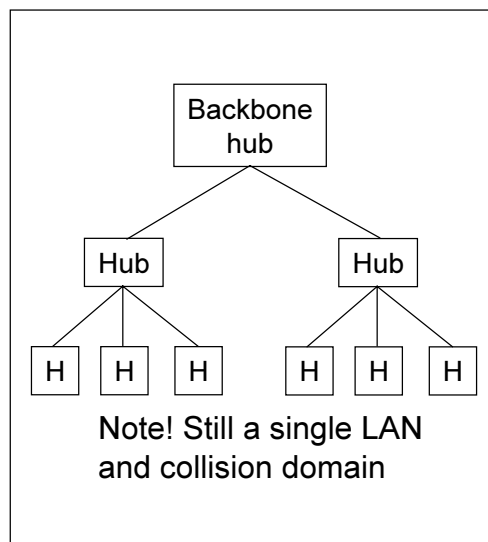 Backbone
hub
Hub
Hub
H
H
H
H
H
H
Note! Still a single LAN
and collision domain